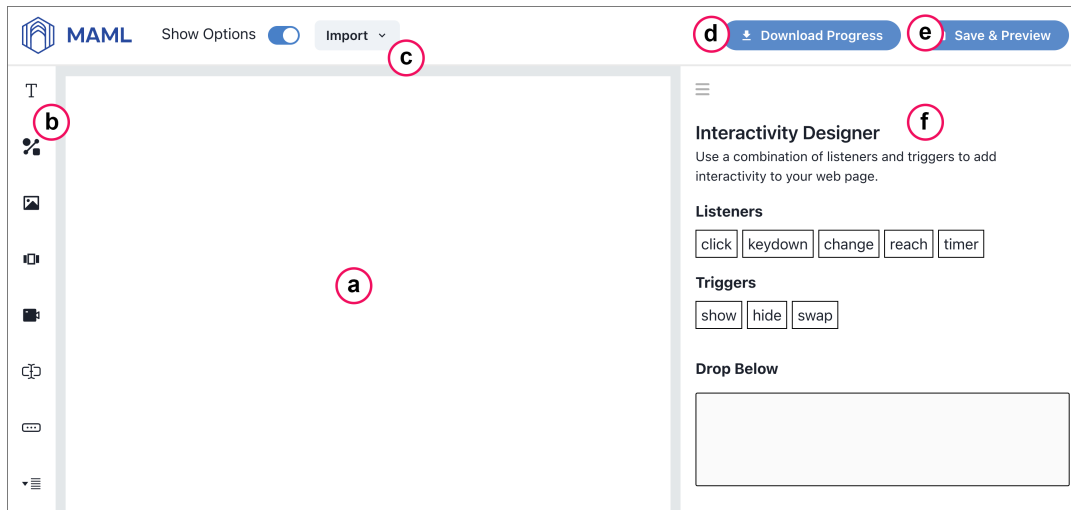 MAML Show Options Import c d Download Progress e Save & Preview
T
b
a
f
Interactivity Designer
Use a combination of listeners and triggers to add
interactivity to your web page.
Listeners
click keydown change reach timer
Triggers
show hide swap
Drop Below